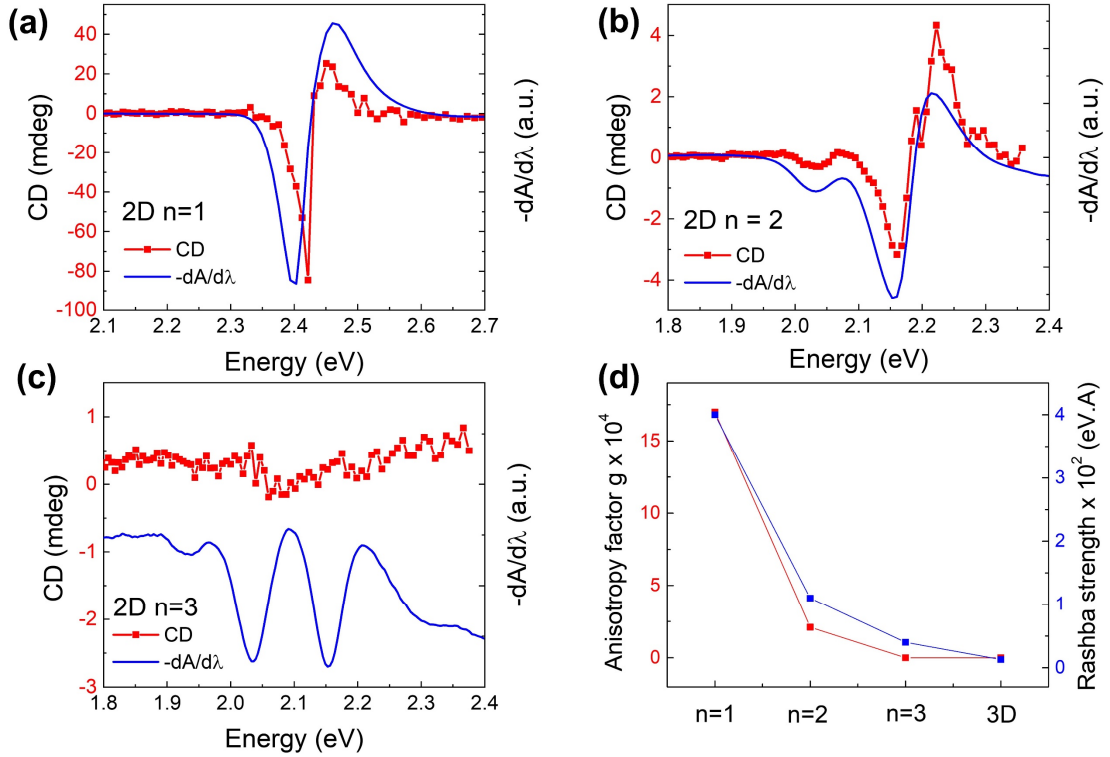 (a)
40
20
0
-20
-40
-60
-80
-100
CD (mdeg)
-dA/dλ (a.u.)
2D n=1
CD
-dA/dλ
2.1 2.2 2.3 2.4 2.5 2.6 2.7
Energy (eV)
(b)
4
2
0
-2
-4
CD (mdeg)
-dA/dλ (a.u.)
2D n = 2
CD
-dA/dλ
1.8 1.9 2.0 2.1 2.2 2.3 2.4
Energy (eV)
(c)
1
0
-1
-2
-3
CD (mdeg)
-dA/dλ (a.u.)
2D n=3
CD
-dA/dλ
1.8 1.9 2.0 2.1 2.2 2.3 2.4
Energy (eV)
(d)
15
10
5
0
Anisotropy factor g x 10⁴
4
3
2
1
0
Rashba strength x 10² (eV.A)
n=1 n=2 n=3 3D